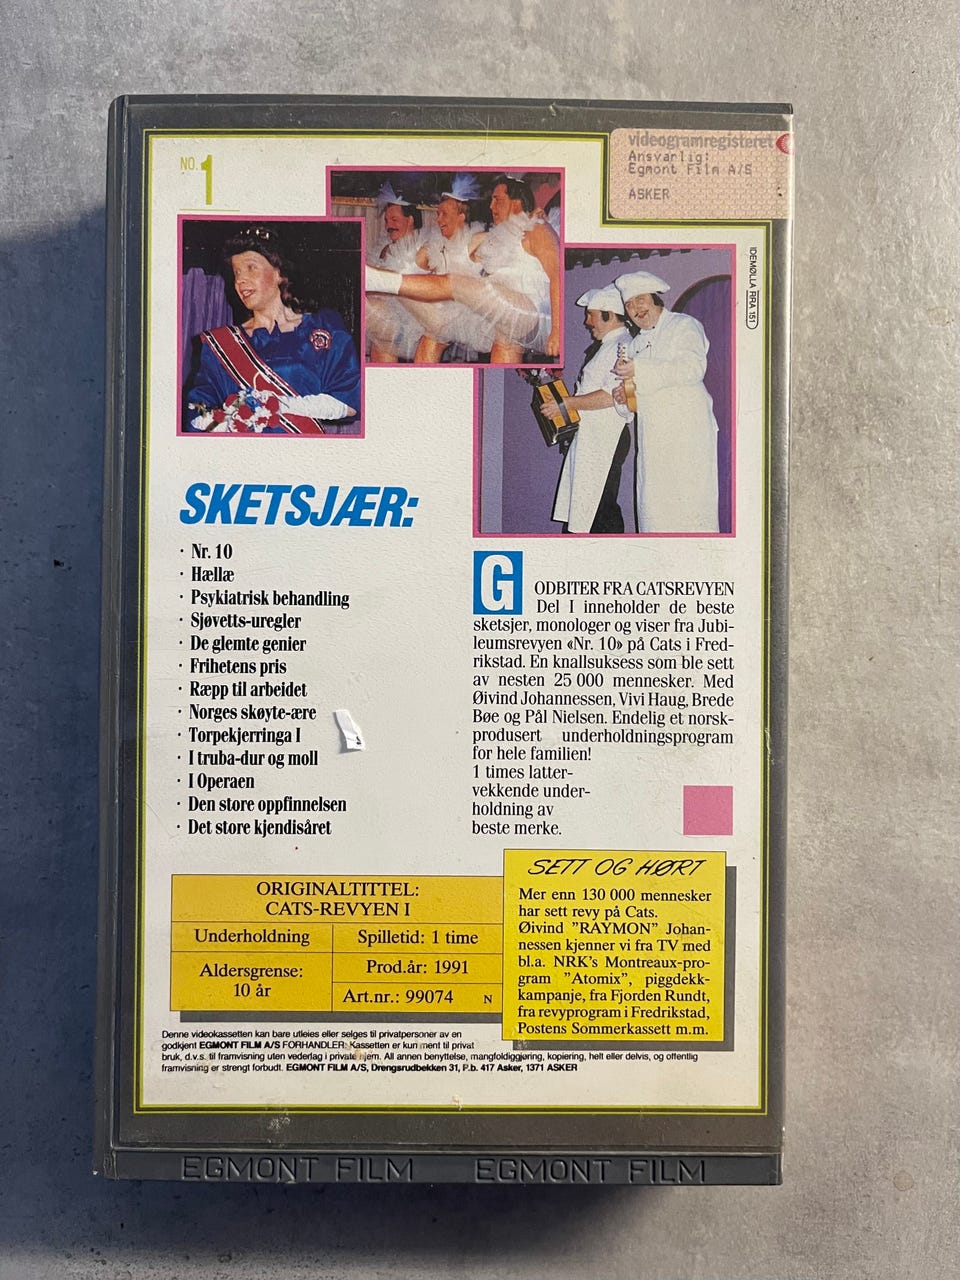 NO. 1
videogramregisteret
Ansvarlig:
Egmont Film A/S
ASKER
IDEMØLLA RRA 151
SKETSJÆR:
· Nr. 10
· Hællæ
· Psykiatrisk behandling
· Sjøvetts-uregler
· De glemte genier
· Frihetens pris
· Ræpp til arbeidet
· Norges skøyte-ære
· Torpekjerringa I
· I truba-dur og moll
· I Operaen
· Den store oppfinnelsen
· Det store kjendisåret
GODBITER FRA CATSREVYEN
Del I inneholder de beste
sketsjer, monologer og viser fra Jubi-
leumsrevyen «Nr. 10» på Cats i Fred-
rikstad. En knallsuksess som ble sett
av nesten 25 000 mennesker. Med
Øivind Johannessen, Vivi Haug, Brede
Bøe og Pål Nielsen. Endelig et norsk-
produsert underholdningsprogram
for hele familien!
1 times latter-
vekkende under-
holdning av
beste merke.
ORIGINALTITTEL:
CATS-REVYEN I
Underholdning
Spilletid: 1 time
Aldersgrense:
10 år
Prod.år: 1991
Art.nr.: 99074 N
SETT OG HØRT
Mer enn 130 000 mennesker
har sett revy på Cats.
Øivind "RAYMON" Johan-
nessen kjenner vi fra TV med
bl.a. NRK's Montreaux-pro-
gram "Atomix", piggdekk-
kampanje, fra Fjorden Rundt,
fra revyprogram i Fredrikstad,
Postens Sommerkassett m.m.
Denne videokassetten kan bare utleies eller selges til privatpersoner av en
godkjent EGMONT FILM A/S FORHANDLER: Kassetten er kun ment til privat
bruk, d.v.s. til framvisning uten vederlag i private hjem. All annen benyttelse, mangfoldiggjøring, kopiering, helt eller delvis, og offentlig
framvisning er strengt forbudt. EGMONT FILM A/S, Drengsrudbekken 31, P.b. 417 Asker, 1371 ASKER
EGMONT FILM EGMONT FILM